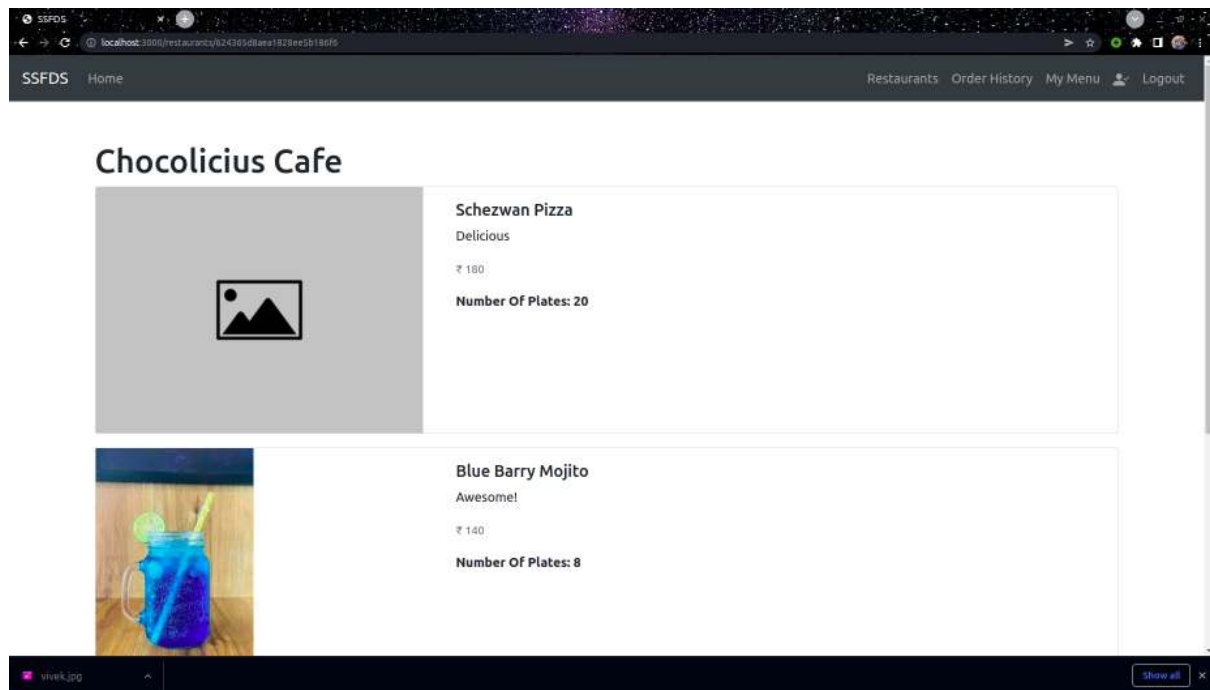 SSFDS
localhost:3000/restaurants/624365d8aea1828ee5b186f6
SSFDS Home Restaurants Order History My Menu Logout
Chocolicius Cafe
Schezwan Pizza
Delicious
₹ 180
Number Of Plates: 20
Blue Barry Mojito
Awesome!
₹ 140
Number Of Plates: 8
vivek.jpg Show all